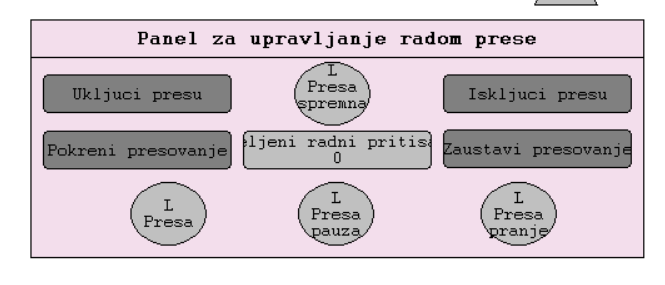 Panel za upravljanje radom prese
Ukljuci presu
L
Presa
spremna
Iskljuci presu
Pokreni presovanje
eljeni radni pritisa
0
Zaustavi presovanje
L
Presa
L
Presa
pauza
L
Presa
pranje